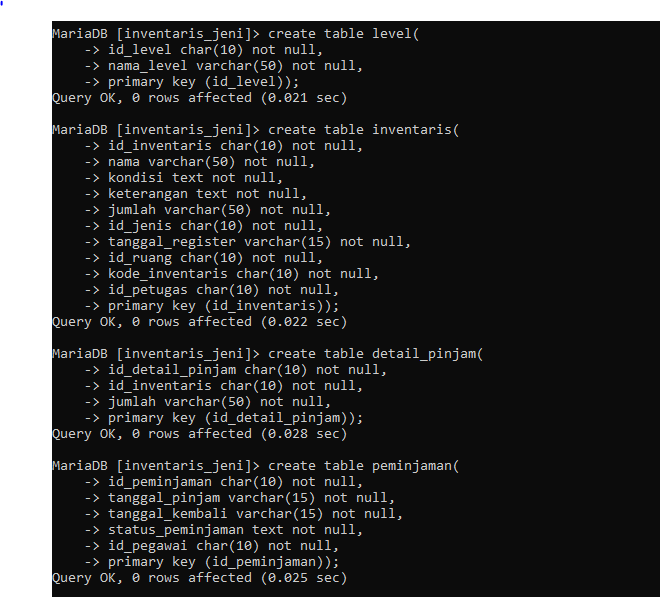 MariaDB [inventaris_jeni]> create table level(
    -> id_level char(10) not null,
    -> nama_level varchar(50) not null,
    -> primary key (id_level));
Query OK, 0 rows affected (0.021 sec)

MariaDB [inventaris_jeni]> create table inventaris(
    -> id_inventaris char(10) not null,
    -> nama varchar(50) not null,
    -> kondisi text not null,
    -> keterangan text not null,
    -> jumlah varchar(50) not null,
    -> id_jenis char(10) not null,
    -> tanggal_register varchar(15) not null,
    -> id_ruang char(10) not null,
    -> kode_inventaris char(10) not null,
    -> id_petugas char(10) not null,
    -> primary key (id_inventaris));
Query OK, 0 rows affected (0.022 sec)

MariaDB [inventaris_jeni]> create table detail_pinjam(
    -> id_detail_pinjam char(10) not null,
    -> id_inventaris char(10) not null,
    -> jumlah varchar(50) not null,
    -> primary key (id_detail_pinjam));
Query OK, 0 rows affected (0.028 sec)

MariaDB [inventaris_jeni]> create table peminjaman(
    -> id_peminjaman char(10) not null,
    -> tanggal_pinjam varchar(15) not null,
    -> tanggal_kembali varchar(15) not null,
    -> status_peminjaman text not null,
    -> id_pegawai char(10) not null,
    -> primary key (id_peminjaman));
Query OK, 0 rows affected (0.025 sec)